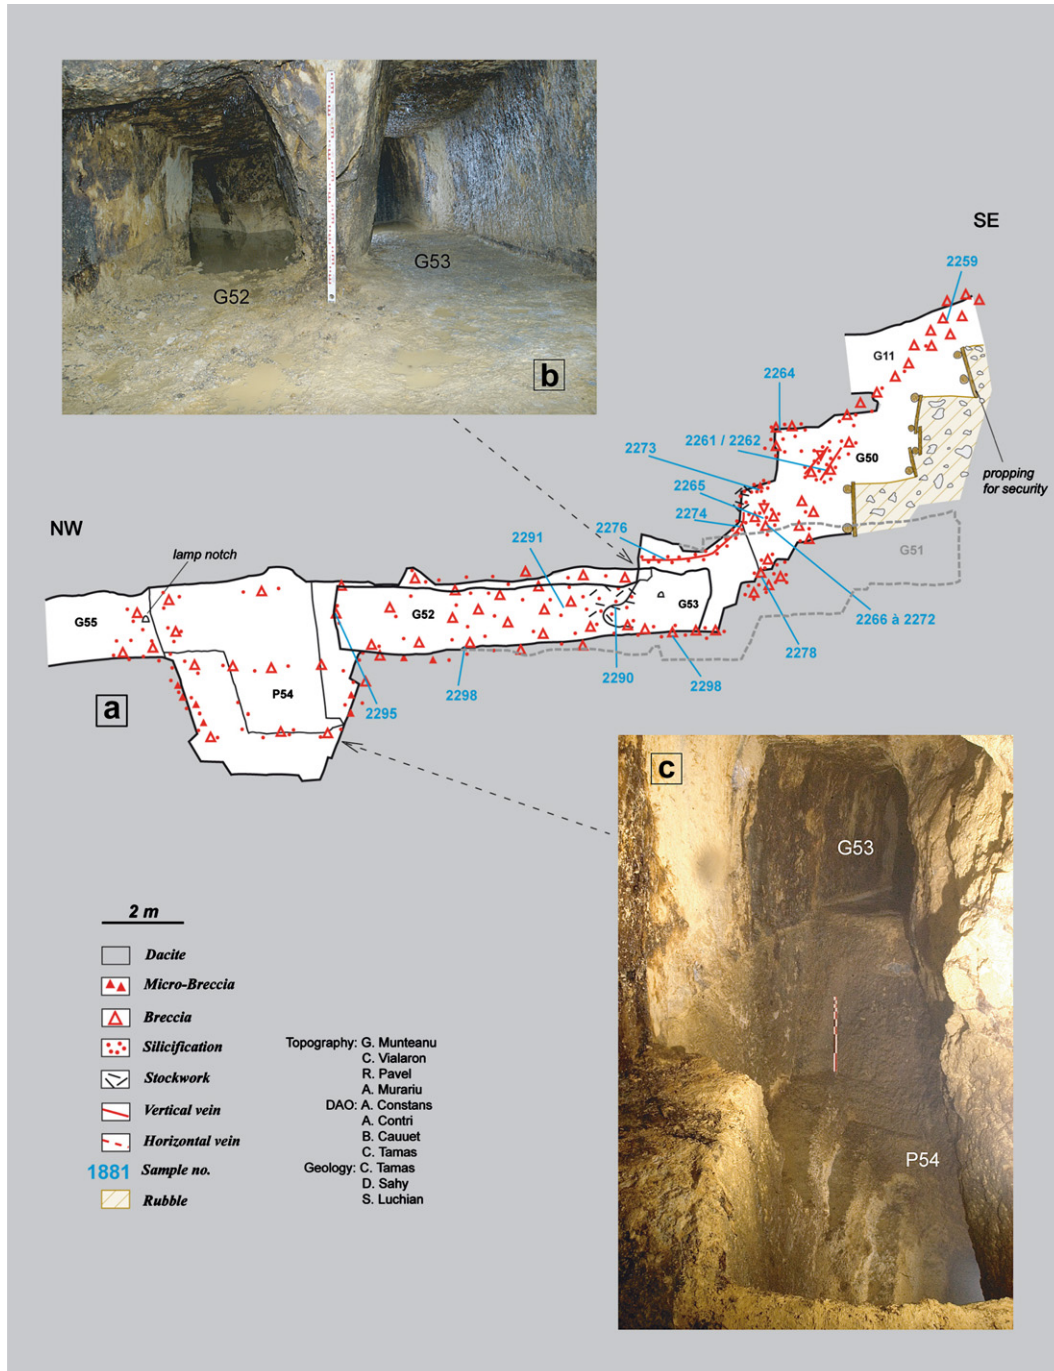 G52
G53
b
SE
2259
G11
2264
2261 / 2262
G50
2273
propping
for security
2265
2274
NW
2276
G51
lamp notch
2291
G55
G52
G53
2266 à 2272
2278
P54
2298
2290
2298
2295
a
c
G53
P54
2 m
Dacite
Micro-Breccia
Breccia
Silicification
Stockwork
Vertical vein
Horizontal vein
1881 Sample no.
Rubble
Topography: G. Munteanu
C. Vialaron
R. Pavel
A. Murariu
DAO: A. Constans
A. Contri
B. Cauuet
C. Tamas
Geology: C. Tamas
D. Sahy
S. Luchian